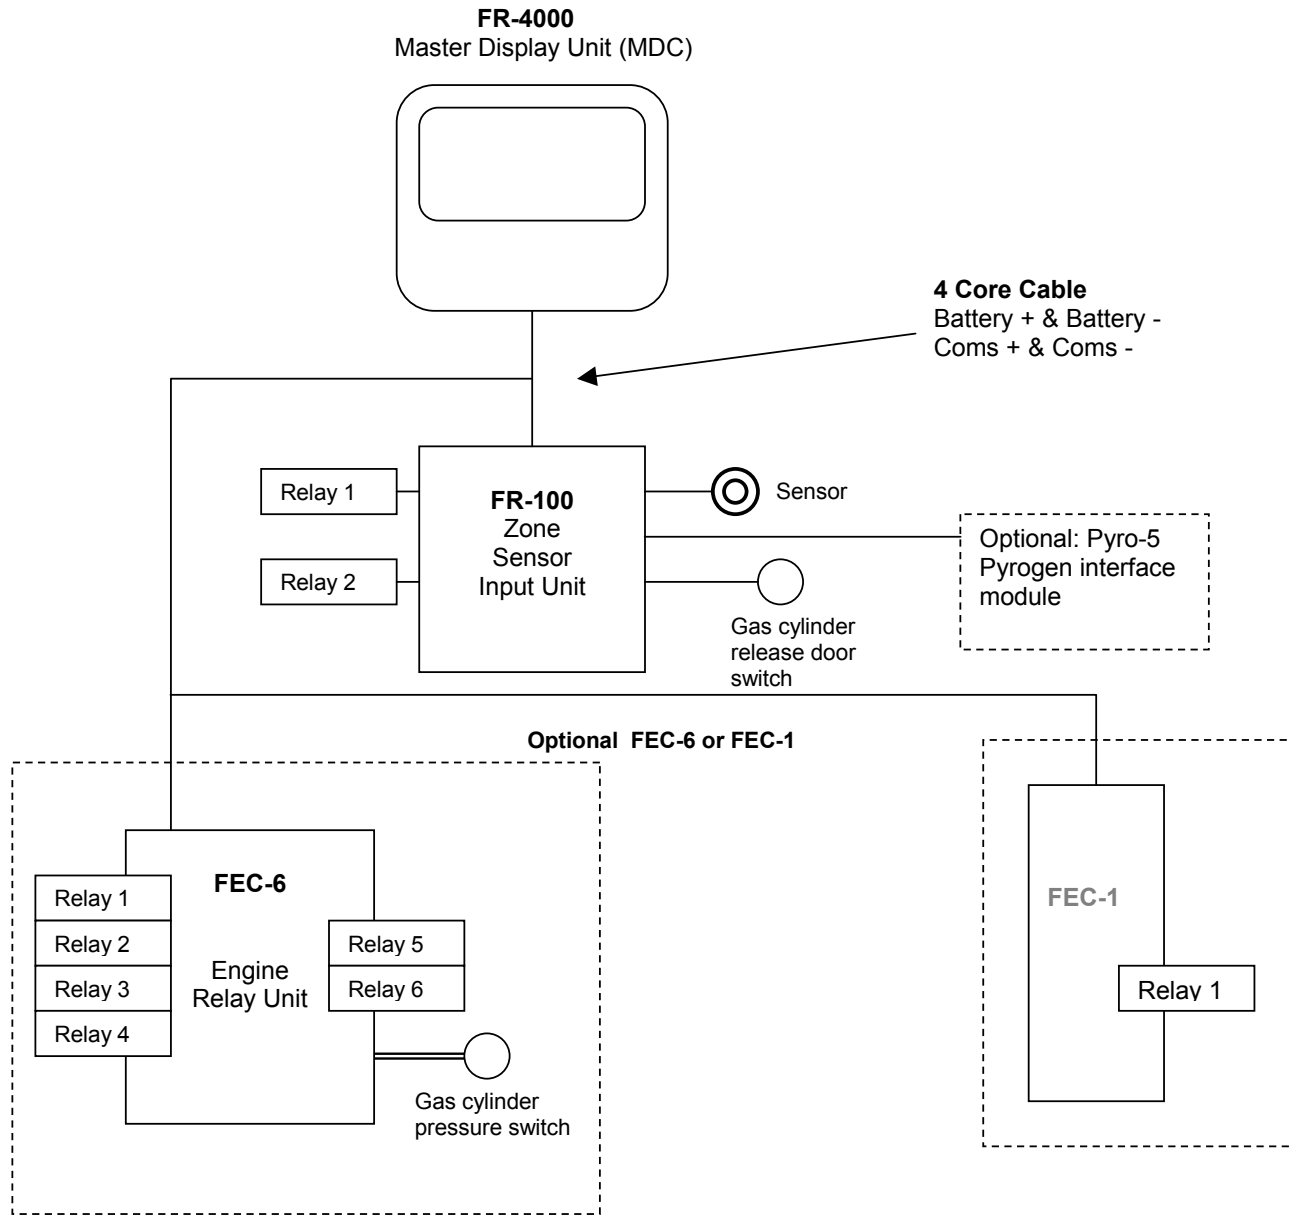 FR-4000
Master Display Unit (MDC)
4 Core Cable
Battery + & Battery -
Coms + & Coms -
Relay 1
Relay 2
FR-100
Zone
Sensor
Input Unit
Sensor
Gas cylinder
release door
switch
Optional: Pyro-5
Pyrogen interface
module
Optional FEC-6 or FEC-1
FEC-6
Engine
Relay Unit
Relay 1
Relay 2
Relay 3
Relay 4
Relay 5
Relay 6
Gas cylinder
pressure switch
FEC-1
Relay 1